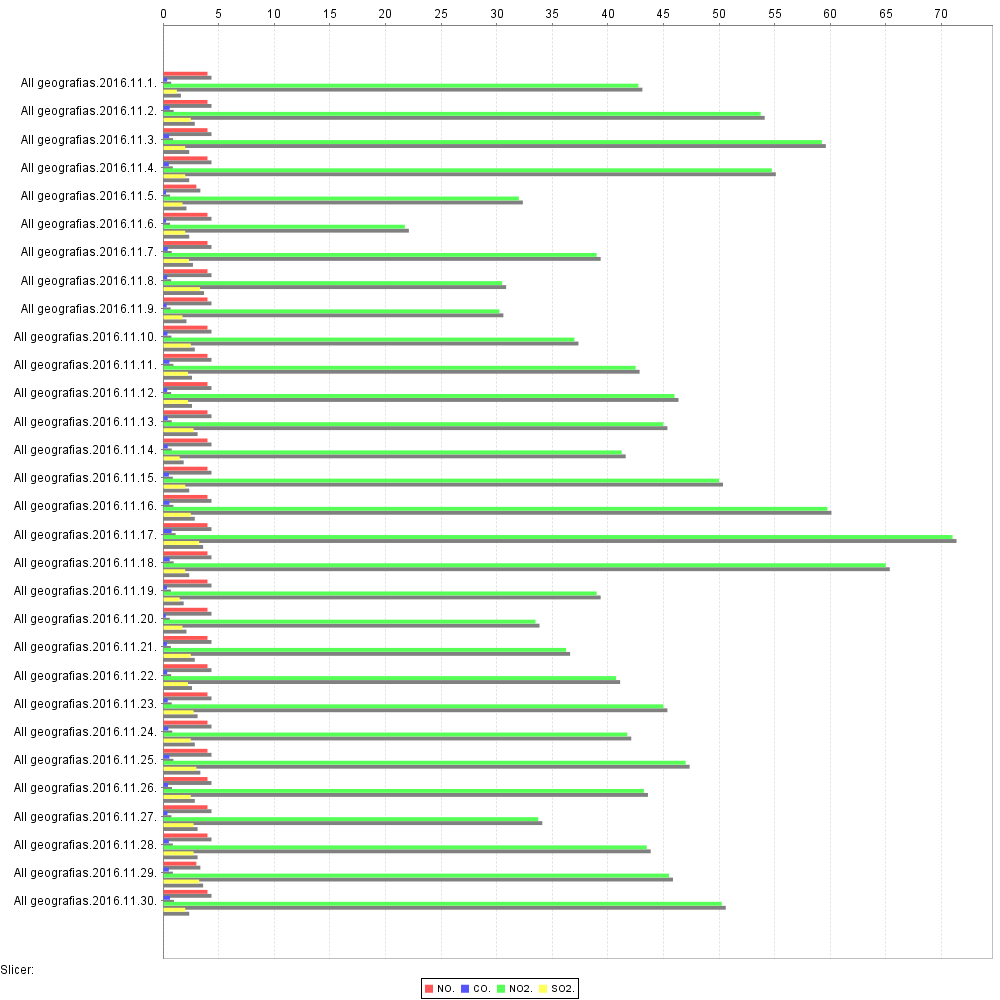 0 5 10 15 20 25 30 35 40 45 50 55 60 65 70
All geografias.2016.11.1.
All geografias.2016.11.2.
All geografias.2016.11.3.
All geografias.2016.11.4.
All geografias.2016.11.5.
All geografias.2016.11.6.
All geografias.2016.11.7.
All geografias.2016.11.8.
All geografias.2016.11.9.
All geografias.2016.11.10.
All geografias.2016.11.11.
All geografias.2016.11.12.
All geografias.2016.11.13.
All geografias.2016.11.14.
All geografias.2016.11.15.
All geografias.2016.11.16.
All geografias.2016.11.17.
All geografias.2016.11.18.
All geografias.2016.11.19.
All geografias.2016.11.20.
All geografias.2016.11.21.
All geografias.2016.11.22.
All geografias.2016.11.23.
All geografias.2016.11.24.
All geografias.2016.11.25.
All geografias.2016.11.26.
All geografias.2016.11.27.
All geografias.2016.11.28.
All geografias.2016.11.29.
All geografias.2016.11.30.
Slicer:
NO. CO. NO2. SO2.